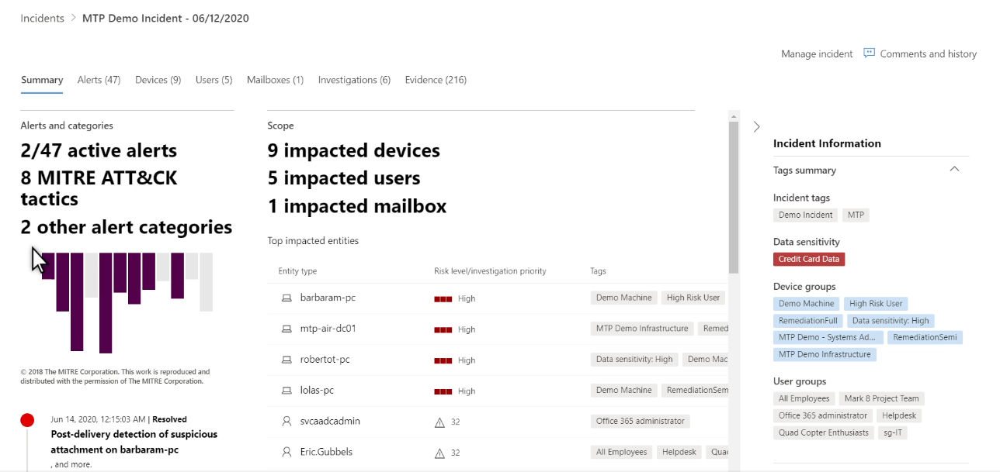 Incidents > MTP Demo Incident - 06/12/2020
Manage incident Comments and history
Summary Alerts (47) Devices (9) Users (5) Mailboxes (1) Investigations (6) Evidence (216)
Alerts and categories
2/47 active alerts
8 MITRE ATT&CK
tactics
2 other alert categories
© 2018 The MITRE Corporation. This work is reproduced and
distributed with the permission of The MITRE Corporation.
Jun 14, 2020, 12:15:03 AM | Resolved
Post-delivery detection of suspicious
attachment on barbaram-pc
, and more.
Scope
9 impacted devices
5 impacted users
1 impacted mailbox
Top impacted entities
Entity type Risk level/investigation priority Tags
barbaram-pc High Demo Machine High Risk User
mtp-air-dc01 High MTP Demo Infrastructure Remed
robertot-pc High Data sensitivity: High Demo Mac
lolas-pc High Demo Machine RemediationSem
svcaadcadmin 32 Office 365 administrator
Eric.Gubbels 32 All Employees Helpdesk Quad
Incident Information
Tags summary
Incident tags
Demo Incident MTP
Data sensitivity
Credit Card Data
Device groups
Demo Machine High Risk User
RemediationFull Data sensitivity: High
MTP Demo - Systems Ad... RemediationSemi
MTP Demo Infrastructure
User groups
All Employees Mark 8 Project Team
Office 365 administrator Helpdesk
Quad Copter Enthusiasts sg-IT